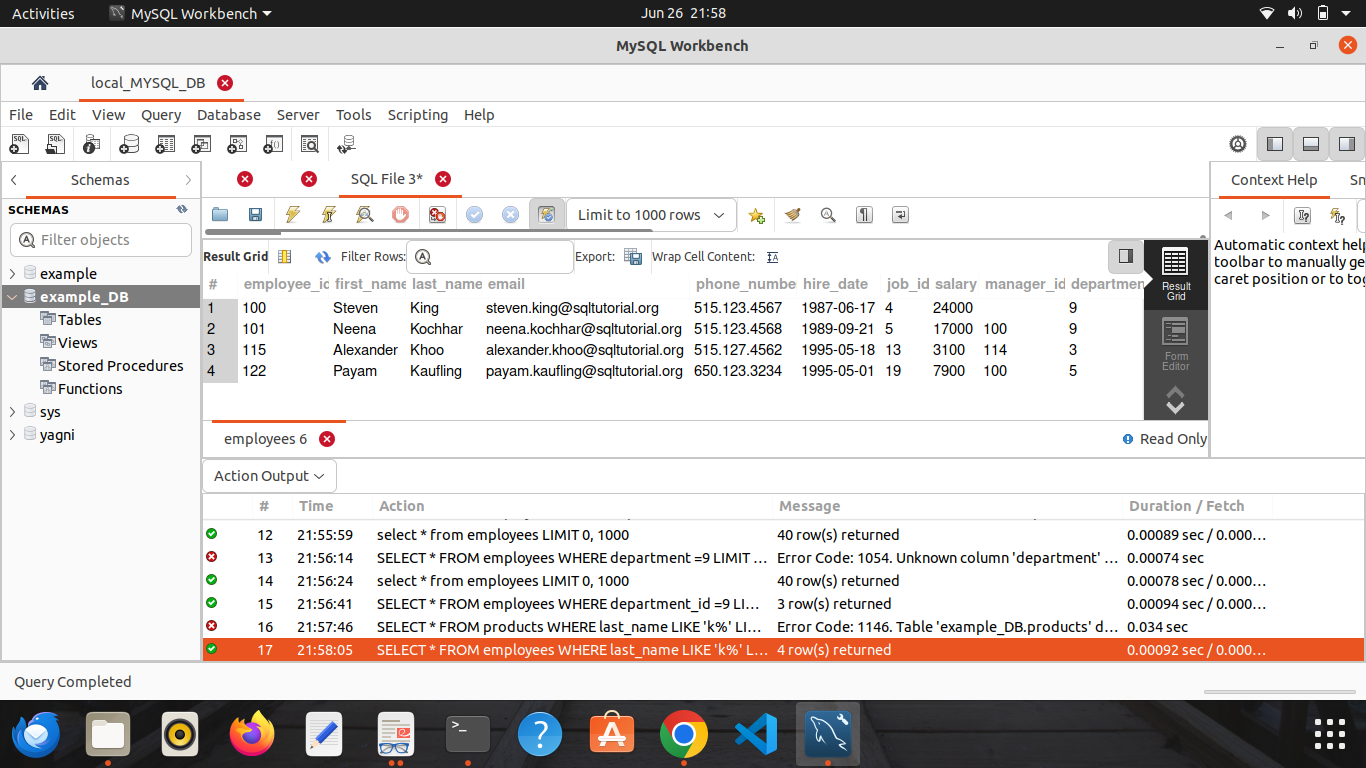 Activities MySQL Workbench Jun 26 21:58
MySQL Workbench
local_MYSQL_DB
File Edit View Query Database Server Tools Scripting Help
Schemas SQL File 3* Context Help Sn
SCHEMAS
Filter objects Limit to 1000 rows
example
example_DB
Tables
Views
Stored Procedures
Functions
sys
yagni
Result Grid Filter Rows: Export: Wrap Cell Content:
# employee_id first_name last_name email phone_number hire_date job_id salary manager_id departmen
1 100 Steven King steven.king@sqltutorial.org 515.123.4567 1987-06-17 4 24000 9
2 101 Neena Kochhar neena.kochhar@sqltutorial.org 515.123.4568 1989-09-21 5 17000 100 9
3 115 Alexander Khoo alexander.khoo@sqltutorial.org 515.127.4562 1995-05-18 13 3100 114 3
4 122 Payam Kaufling payam.kaufling@sqltutorial.org 650.123.3234 1995-05-01 19 7900 100 5
Result
Grid
Form
Editor
Automatic context help
toolbar to manually ge
caret position or to tog
employees 6 Read Only
Action Output
# Time Action Message Duration / Fetch
12 21:55:59 select * from employees LIMIT 0, 1000 40 row(s) returned 0.00089 sec / 0.000...
13 21:56:14 SELECT * FROM employees WHERE department =9 LIMIT ... Error Code: 1054. Unknown column 'department' ... 0.00074 sec
14 21:56:24 select * from employees LIMIT 0, 1000 40 row(s) returned 0.00078 sec / 0.000...
15 21:56:41 SELECT * FROM employees WHERE department_id =9 LI... 3 row(s) returned 0.00094 sec / 0.000...
16 21:57:46 SELECT * FROM products WHERE last_name LIKE 'k%' LI... Error Code: 1146. Table 'example_DB.products' d... 0.034 sec
17 21:58:05 SELECT * FROM employees WHERE last_name LIKE 'k%' L... 4 row(s) returned 0.00092 sec / 0.000...
Query Completed